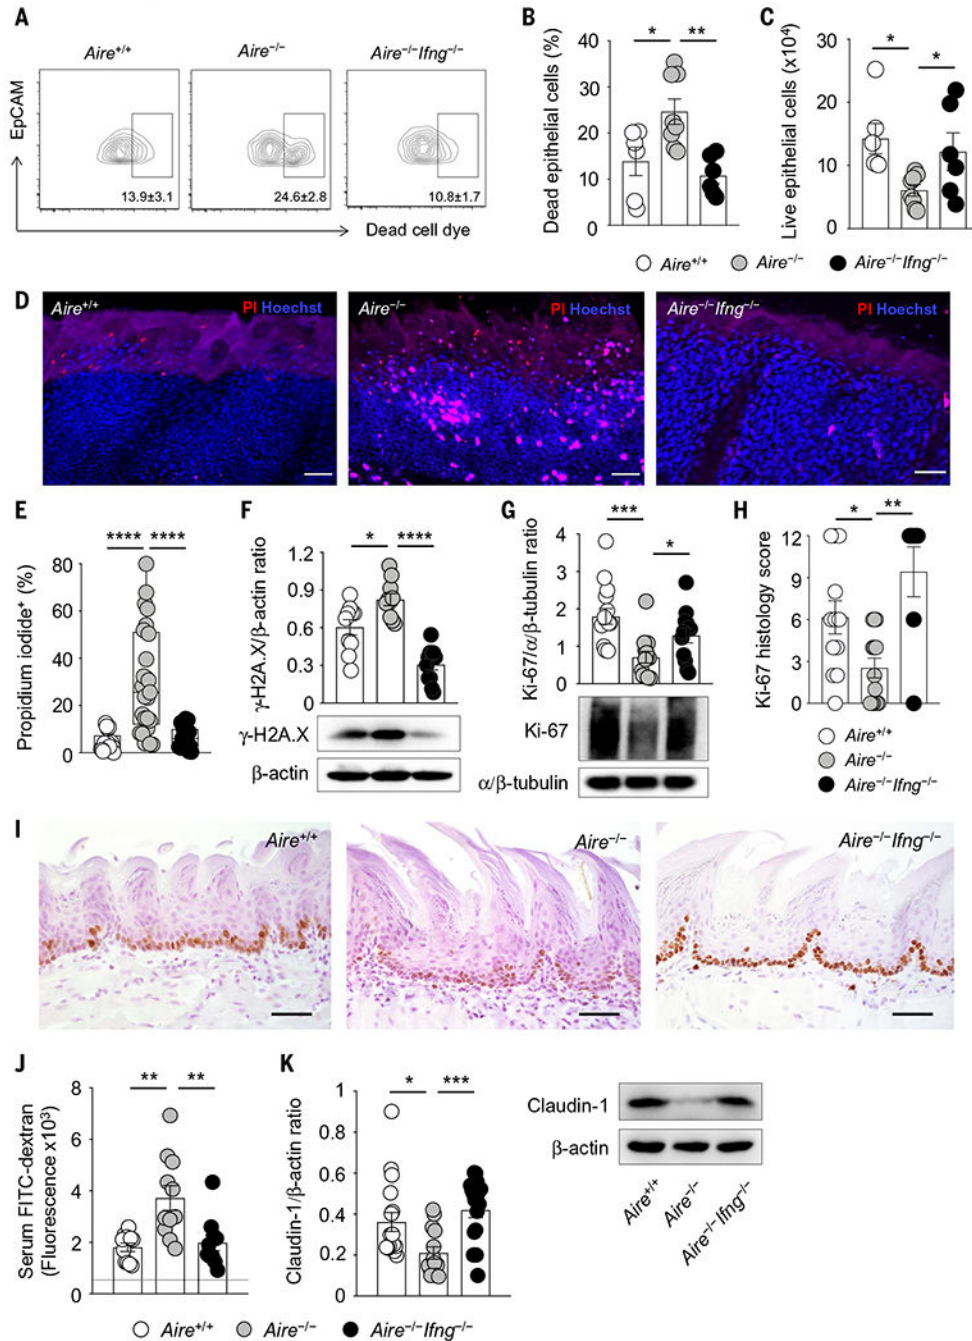 A
Aire+/+
Aire−/−
Aire−/−Ifng−/−
EpCAM
13.9±3.1
24.6±2.8
10.8±1.7
Dead cell dye
B
Dead epithelial cells (%)
40
30
20
10
0
*
**
C
Live epithelial cells (x10⁴)
30
20
10
0
*
*
Aire+/+
Aire−/−
Aire−/−Ifng−/−
D
Aire+/+
PI Hoechst
Aire−/−
PI Hoechst
Aire−/−Ifng−/−
PI Hoechst
E
Propidium iodide+ (%)
80
60
40
20
0
****
****
F
γ-H2A.X/β-actin ratio
1.2
0.9
0.6
0.3
*
****
γ-H2A.X
β-actin
G
Ki-67/α/β-tubulin ratio
4
3
2
1
0
***
*
Ki-67
α/β-tubulin
H
Ki-67 histology score
12
9
6
3
0
*
**
Aire+/+
Aire−/−
Aire−/−Ifng−/−
I
Aire+/+
Aire−/−
Aire−/−Ifng−/−
J
Serum FITC-dextran
(Fluorescence x10³)
8
6
4
2
0
**
**
K
Claudin-1/β-actin ratio
1
0.8
0.6
0.4
0.2
0
*
***
Claudin-1
β-actin
Aire+/+
Aire−/−
Aire−/−Ifng−/−
Aire+/+
Aire−/−
Aire−/−Ifng−/−